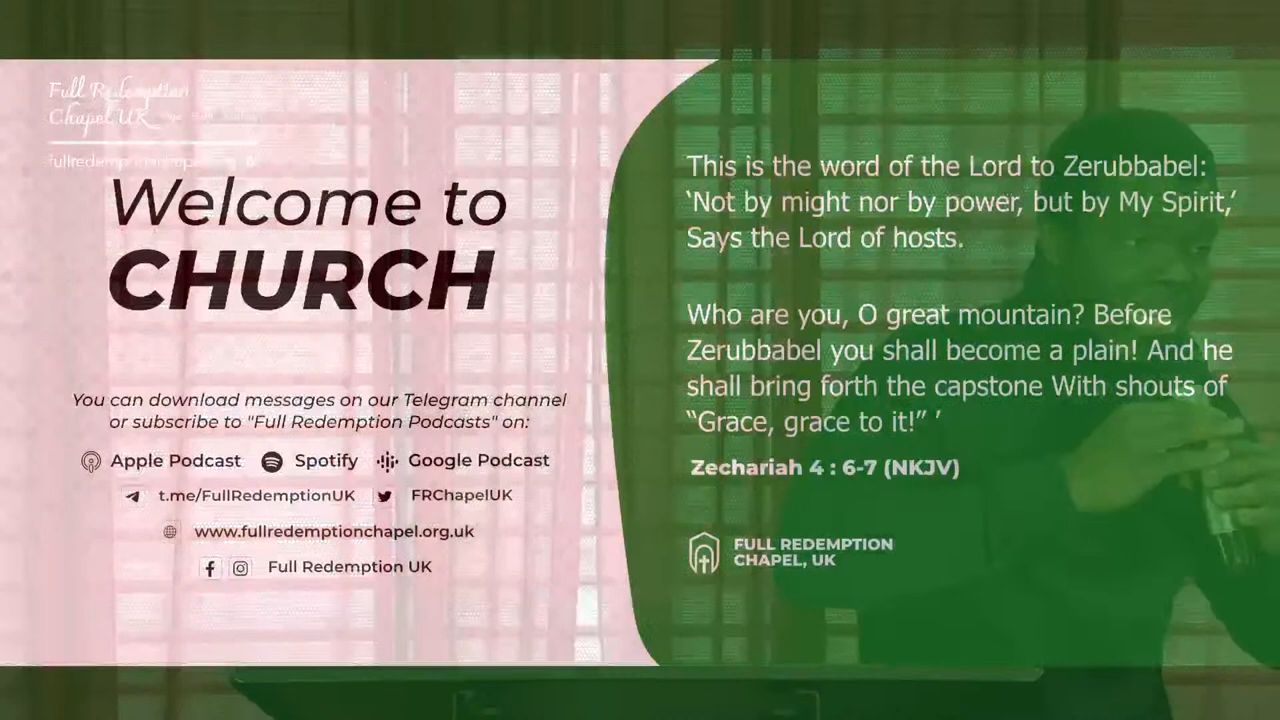 Full Redemption
Chapel UK
Welcome to
CHURCH
You can download messages on our Telegram channel
or subscribe to "Full Redemption Podcasts" on:
Apple Podcast Spotify Google Podcast
t.me/FullRedemptionUK FRChapelUK
www.fullredemptionchapel.org.uk
Full Redemption UK
This is the word of the Lord to Zerubbabel:
‘Not by might nor by power, but by My Spirit,’
Says the Lord of hosts.
Who are you, O great mountain? Before
Zerubbabel you shall become a plain! And he
shall bring forth the capstone With shouts of
“Grace, grace to it!” ’
Zechariah 4 : 6-7 (NKJV)
FULL REDEMPTION
CHAPEL, UK